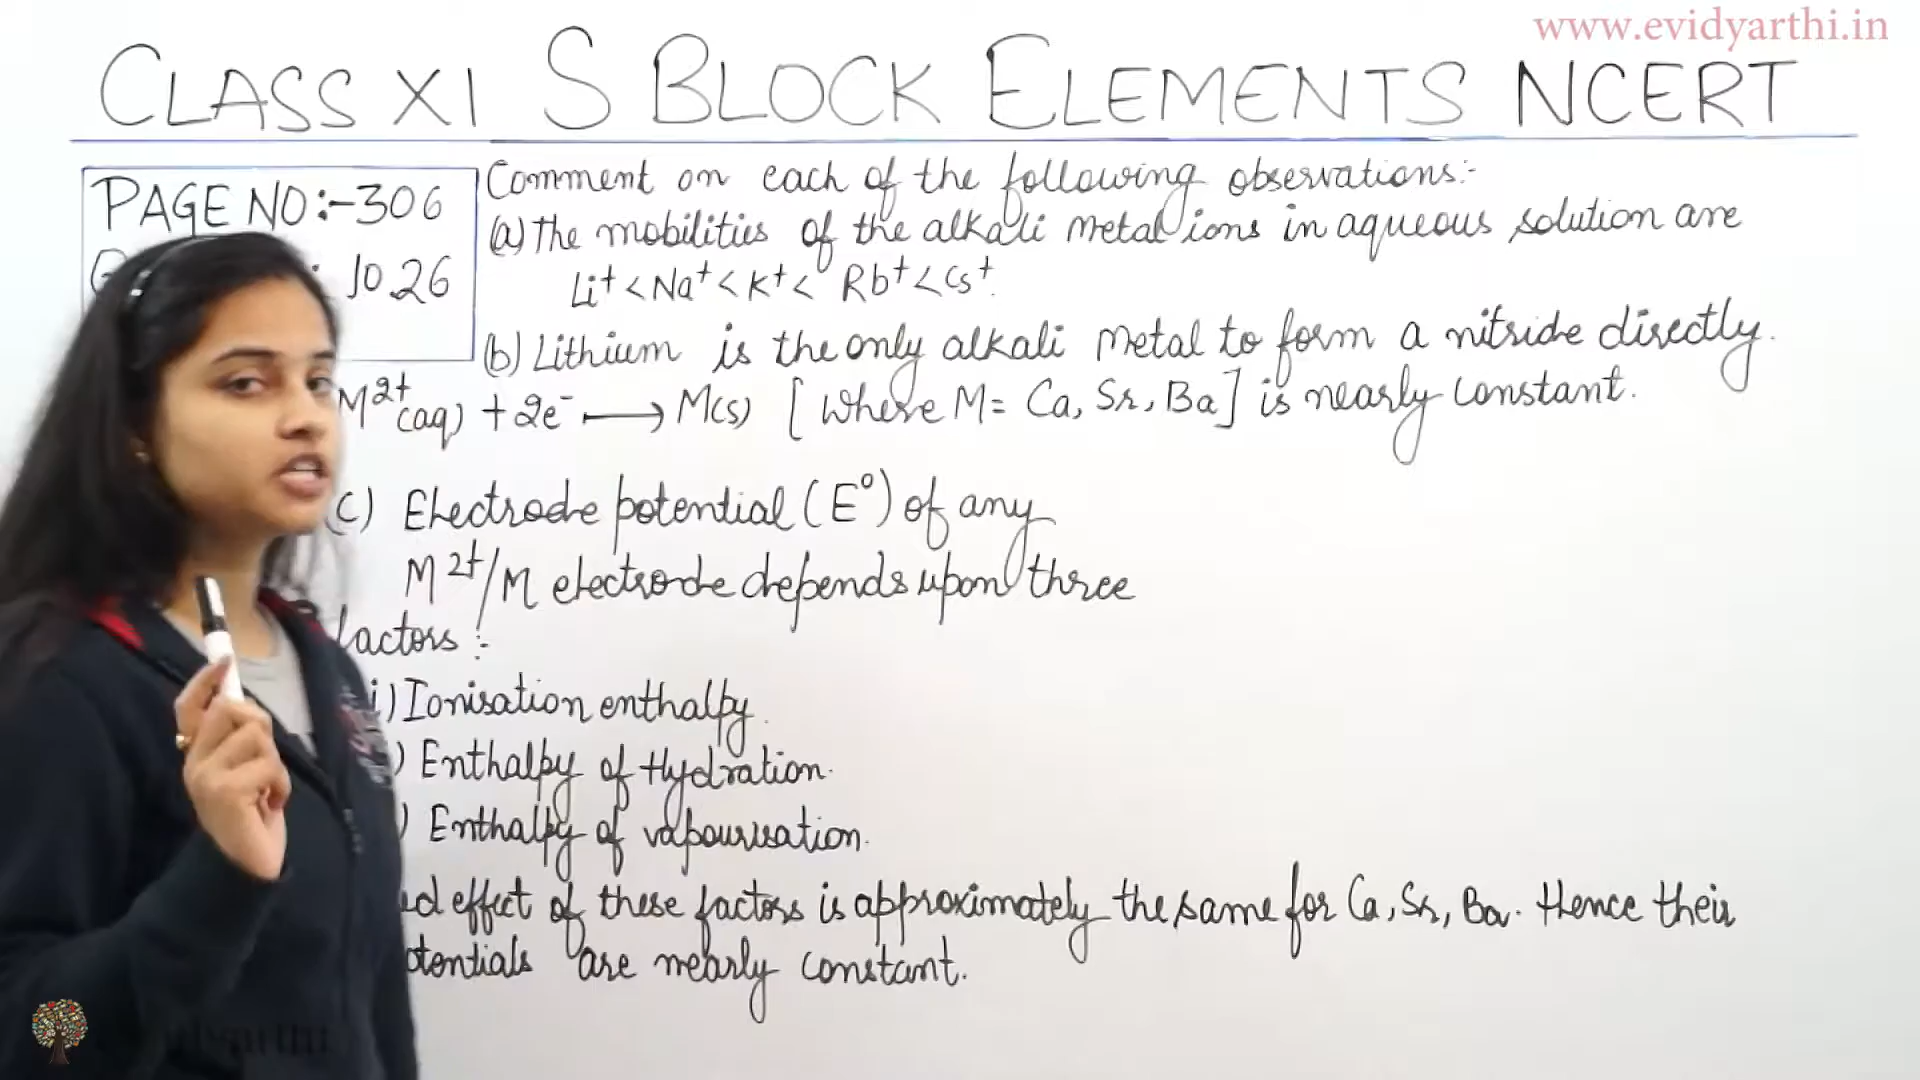 www.evidyarthi.in
CLASS XI S BLOCK ELEMENTS NCERT
PAGE NO:-306
10.26
Comment on each of the following observations:-
(a) The mobilities of the alkali metal ions in aqueous solution are
Li⁺ < Na⁺ < K⁺ < Rb⁺ < Cs⁺.
(b) Lithium is the only alkali metal to form a nitride directly.
M²⁺(aq) + 2e⁻ ⟶ M(s) [where M = Ca, Sr, Ba] is nearly constant.
C) Electrode potential (E⁰) of any
M²⁺/M electrode depends upon three
factors :-
i) Ionisation enthalpy.
) Enthalpy of Hydration.
) Enthalpy of vapourisation.
effect of these factors is approximately the same for Ca, Sr, Ba. Hence their
are nearly constant.